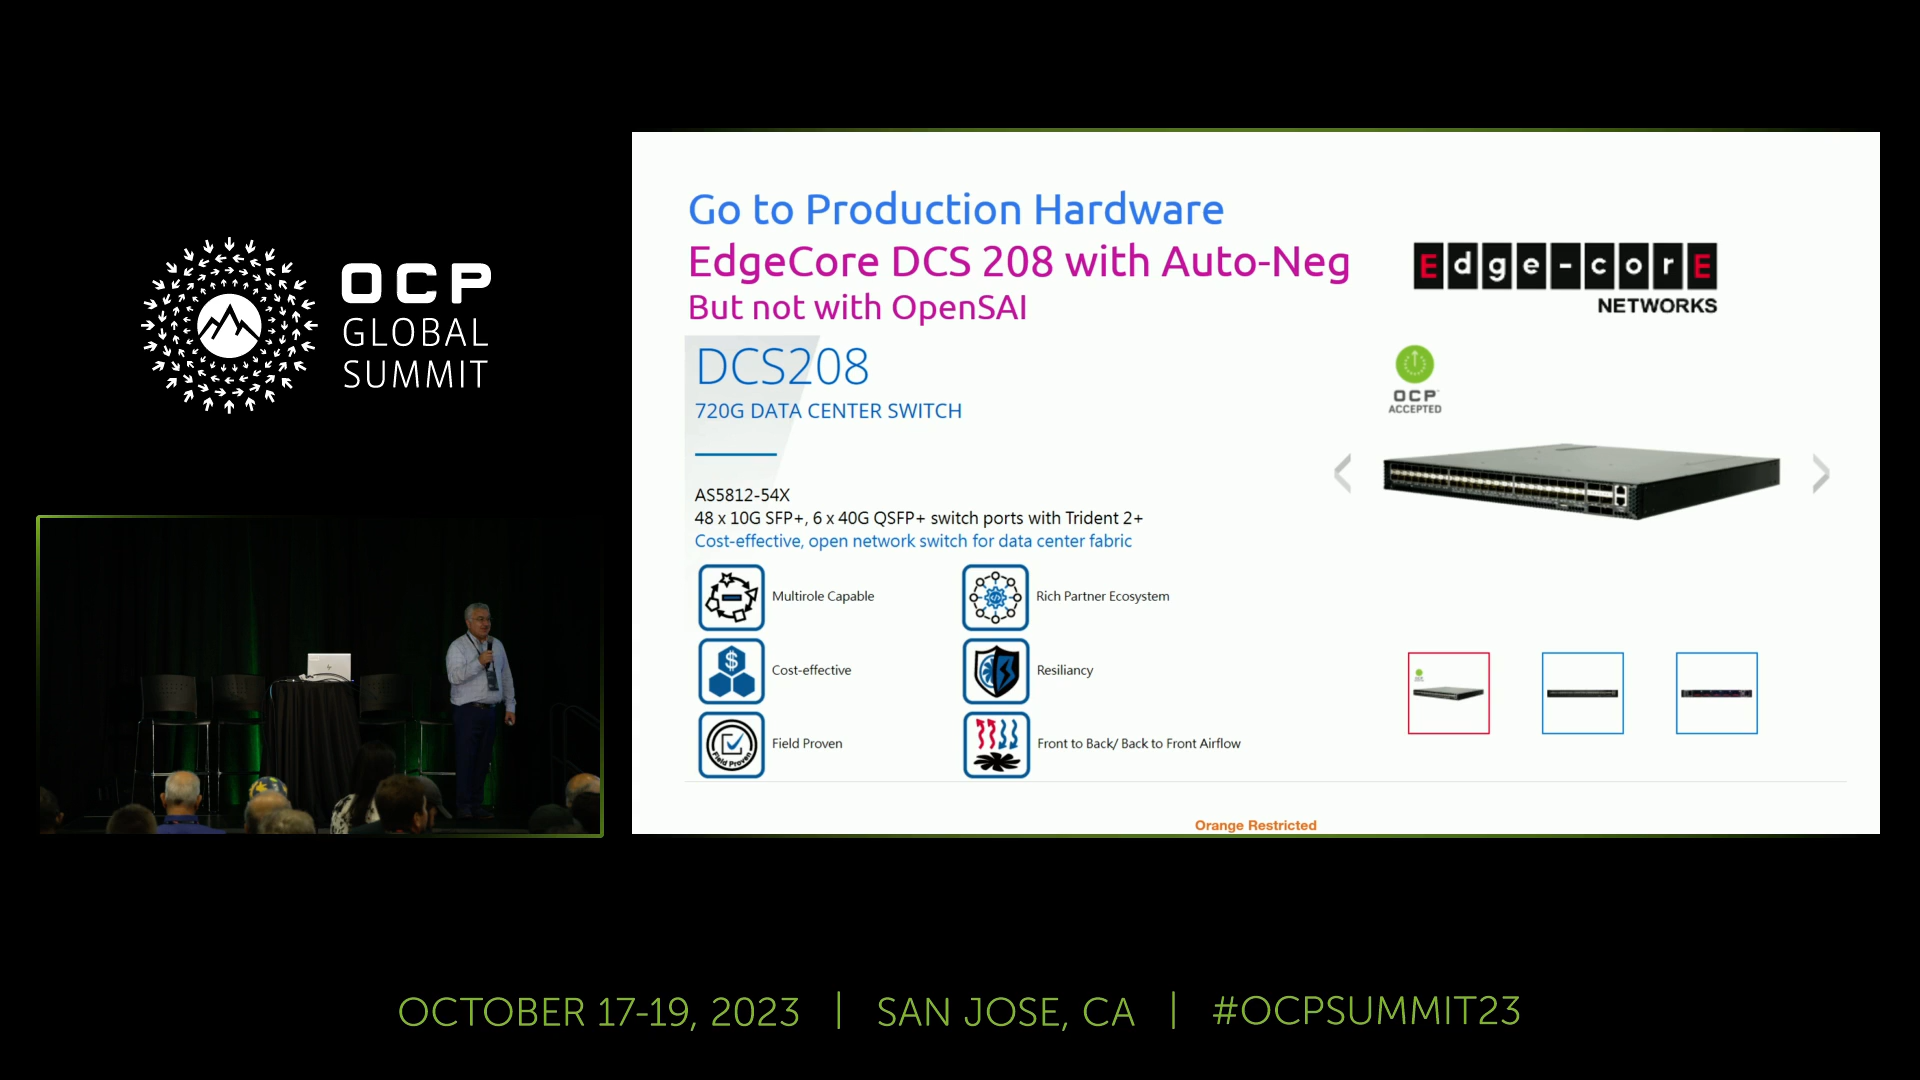 OCP
GLOBAL
SUMMIT
Go to Production Hardware
EdgeCore DCS 208 with Auto-Neg
But not with OpenSAI
Edge-corE
NETWORKS
DCS208
720G DATA CENTER SWITCH
OCP
ACCEPTED
AS5812-54X
48 x 10G SFP+, 6 x 40G QSFP+ switch ports with Trident 2+
Cost-effective, open network switch for data center fabric
Multirole Capable
Rich Partner Ecosystem
Cost-effective
Resiliancy
Field Proven
Field Proven
Front to Back/ Back to Front Airflow
Orange Restricted
OCTOBER 17-19, 2023 | SAN JOSE, CA | #OCPSUMMIT23